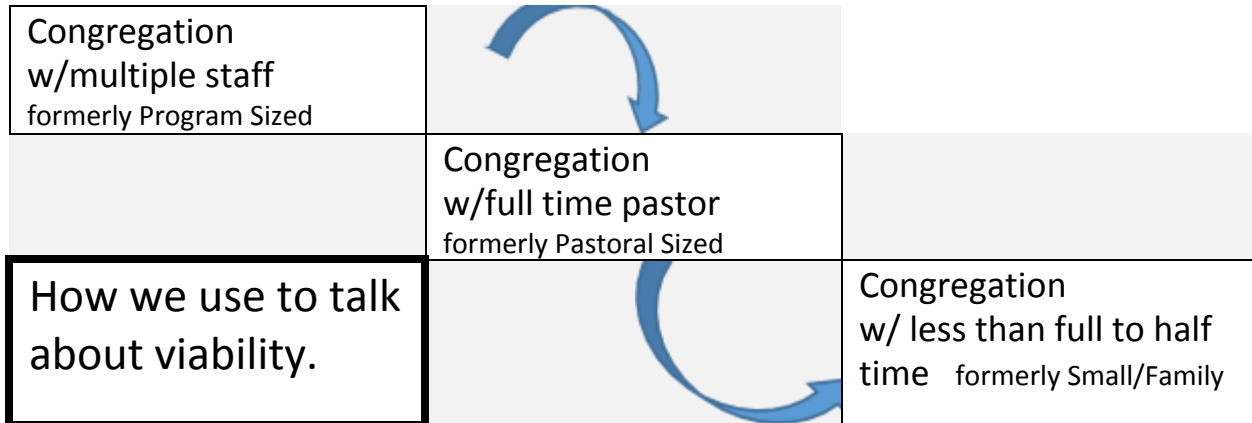 Congregation
w/multiple staff
formerly Program Sized
Congregation
w/full time pastor
formerly Pastoral Sized
How we use to talk
about viability.
Congregation
w/ less than full to half
time formerly Small/Family